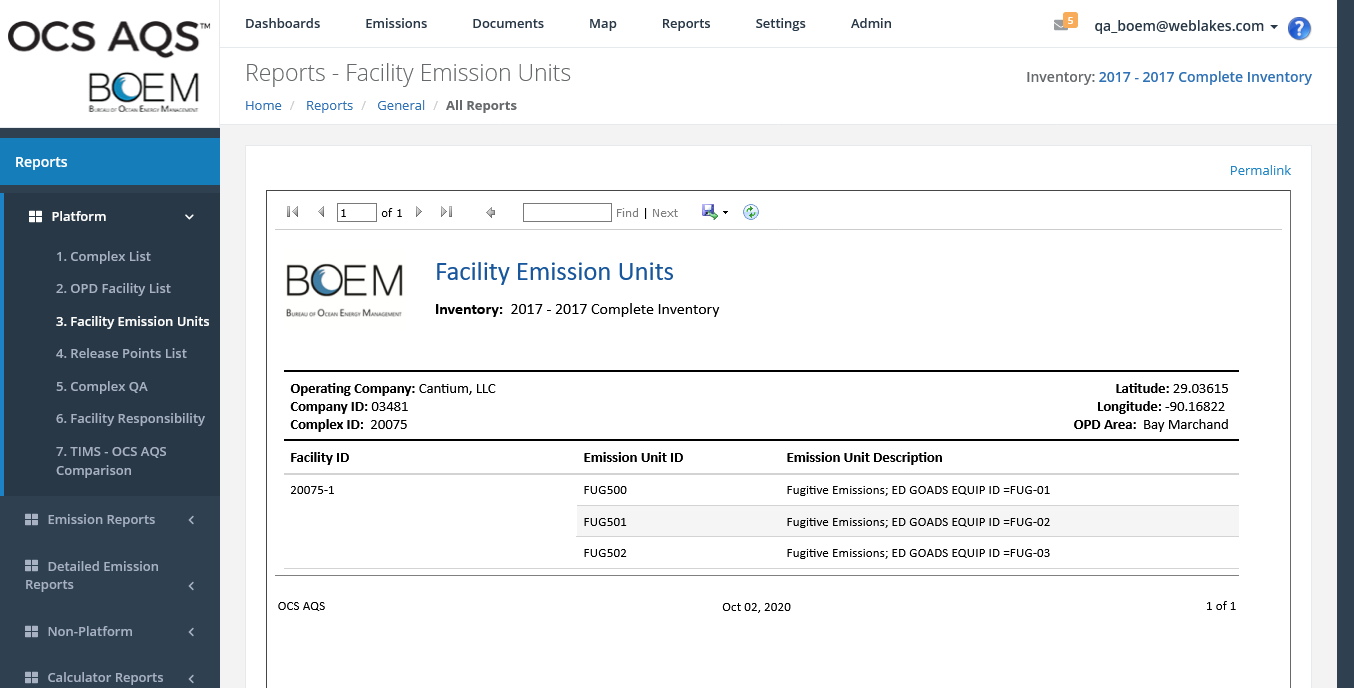 OCS AQS™
BOEM
Bureau of Ocean Energy Management
Dashboards Emissions Documents Map Reports Settings Admin
5 qa_boem@weblakes.com ?
Reports - Facility Emission Units
Inventory: 2017 - 2017 Complete Inventory
Home / Reports / General / All Reports
Reports
Platform
1. Complex List
2. OPD Facility List
3. Facility Emission Units
4. Release Points List
5. Complex QA
6. Facility Responsibility
7. TIMS - OCS AQS
Comparison
Emission Reports
Detailed Emission
Reports
Non-Platform
Calculator Reports
Permalink
1 of 1 Find | Next
BOEM
Bureau of Ocean Energy Management
Facility Emission Units
Inventory: 2017 - 2017 Complete Inventory
Operating Company: Cantium, LLC Latitude: 29.03615
Company ID: 03481 Longitude: -90.16822
Complex ID: 20075 OPD Area: Bay Marchand
Facility ID Emission Unit ID Emission Unit Description
20075-1 FUG500 Fugitive Emissions; ED GOADS EQUIP ID =FUG-01
FUG501 Fugitive Emissions; ED GOADS EQUIP ID =FUG-02
FUG502 Fugitive Emissions; ED GOADS EQUIP ID =FUG-03
OCS AQS Oct 02, 2020 1 of 1